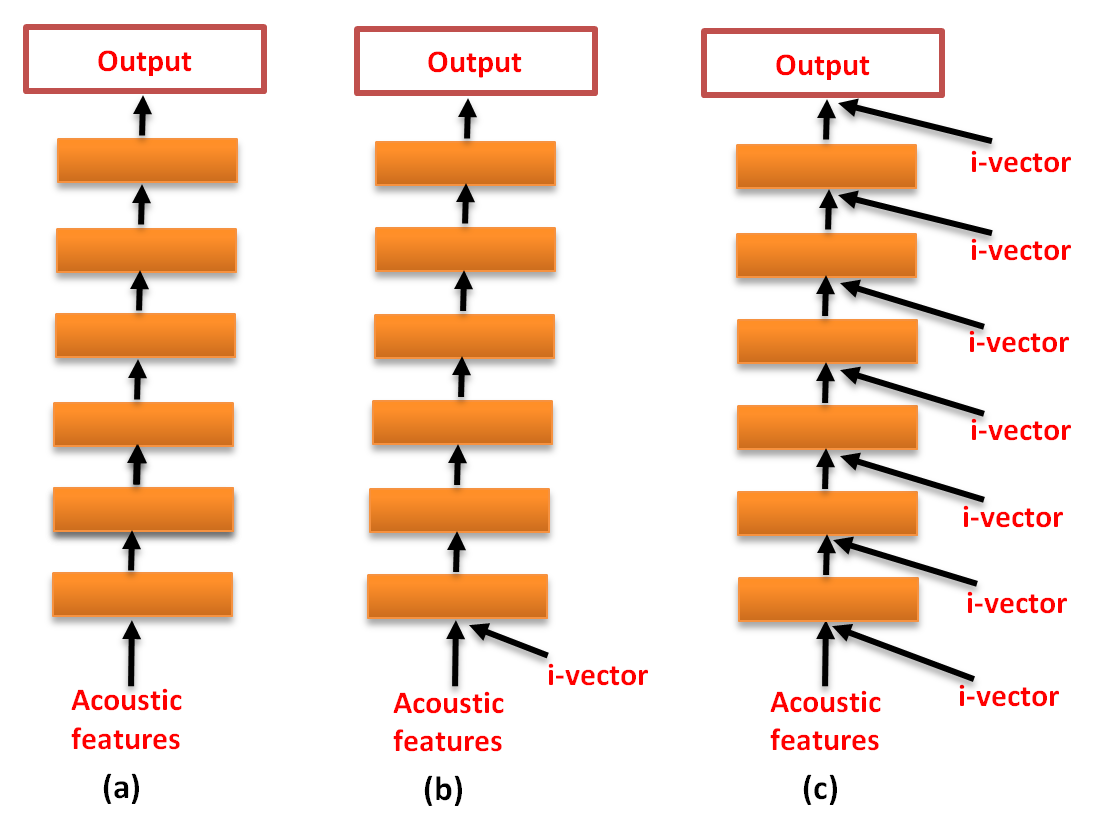 Output
Output
Output
i-vector
i-vector
i-vector
i-vector
i-vector
i-vector
i-vector
i-vector
Acoustic
features
Acoustic
features
Acoustic
features
(a)
(b)
(c)